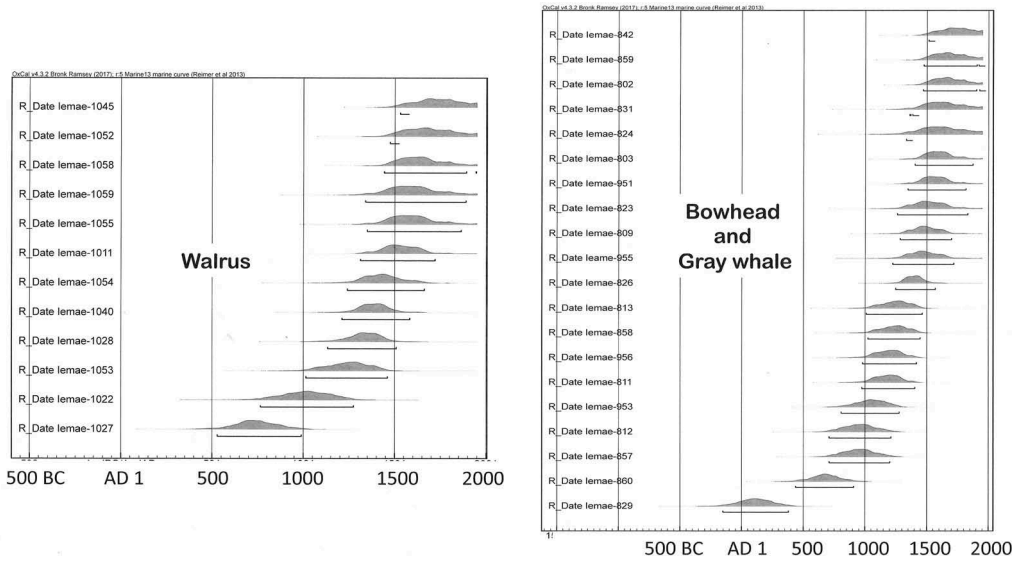 OxCal v4.3.2 Bronk Ramsey (2017); r:5 Marine13 marine curve (Reimer et al 2013)
R_Date Iemae-1045
R_Date Iemae-1052
R_Date Iemae-1058
R_Date Iemae-1059
R_Date Iemae-1055
R_Date Iemae-1011
R_Date Iemae-1054
R_Date Iemae-1040
R_Date Iemae-1028
R_Date Iemae-1053
R_Date Iemae-1022
R_Date Iemae-1027
Walrus
500 BC AD 1 500 1000 1500 2000
OxCal v4.3.2 Bronk Ramsey (2017); r:5 Marine13 marine curve (Reimer et al 2013)
R_Date Iemae-842
R_Date Iemae-859
R_Date Iemae-802
R_Date Iemae-831
R_Date Iemae-824
R_Date Iemae-803
R_Date Iemae-951
R_Date Iemae-823
R_Date Iemae-809
R_Date Ieame-955
R_Date Iemae-826
R_Date Iemae-813
R_Date Iemae-858
R_Date Iemae-956
R_Date Iemae-811
R_Date Iemae-953
R_Date Iemae-812
R_Date Iemae-857
R_Date Iemae-860
R_Date Iemae-829
Bowhead
and
Gray whale
500 BC AD 1 500 1000 1500 2000